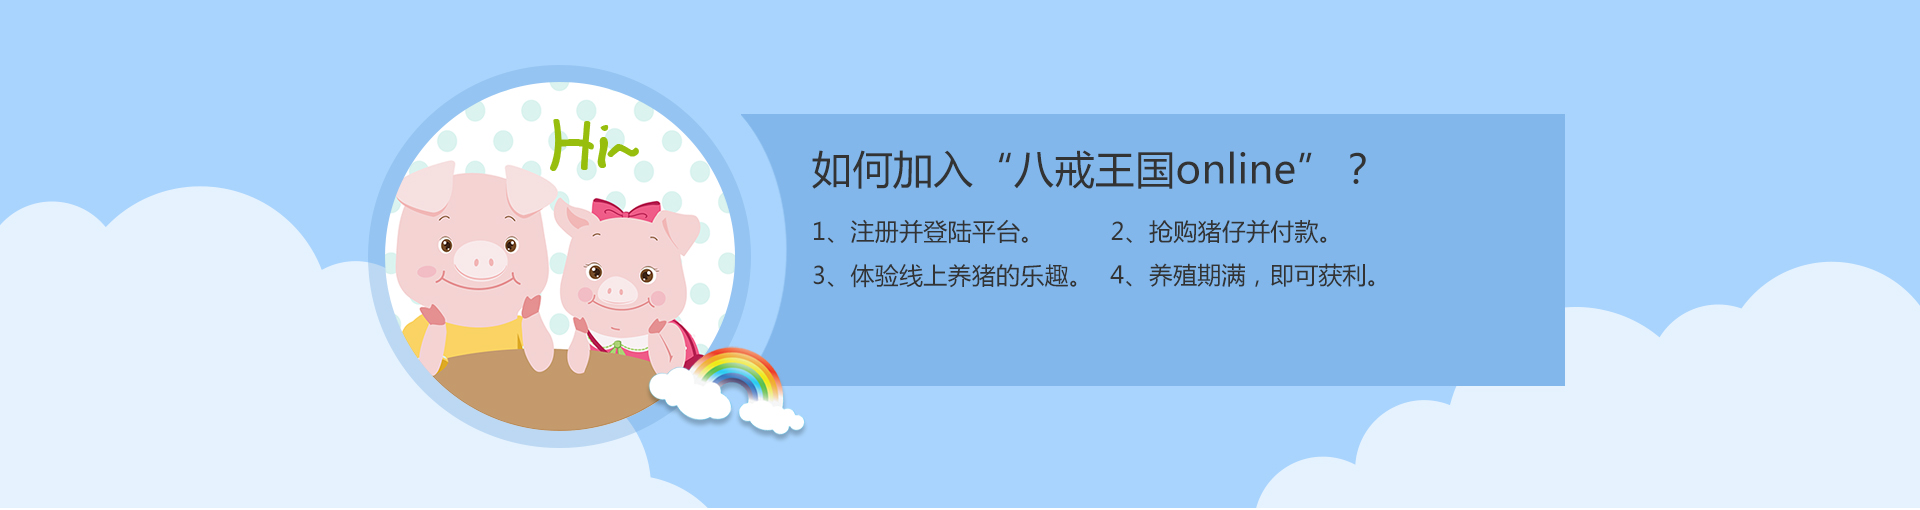 Hi~
如何加入“八戒王国online”？
1、注册并登陆平台。 2、抢购猪仔并付款。
3、体验线上养猪的乐趣。 4、养殖期满，即可获利。